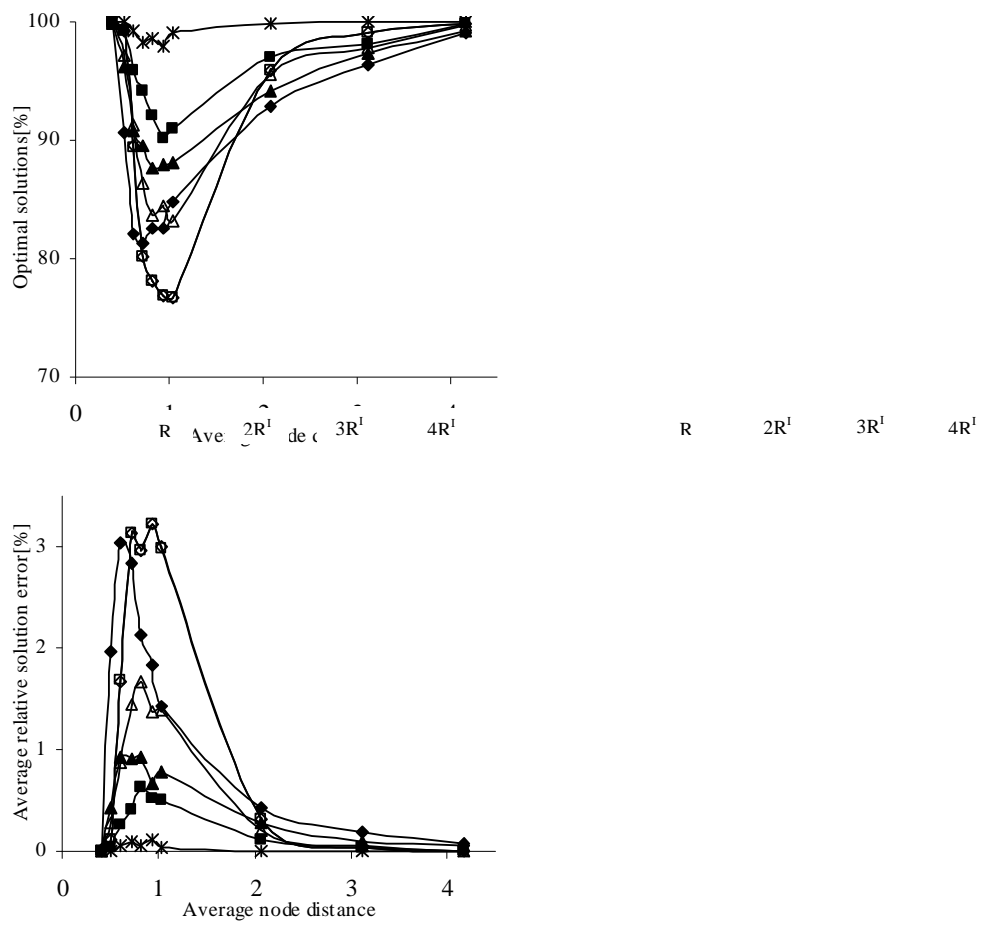 100
90
80
70
Optimal solutions[%]
0
R 2R^I 3R^I 4R^I
R 2R^I 3R^I 4R^I
3
2
1
0
Average relative solution error[%]
0 1 2 3 4
Average node distance